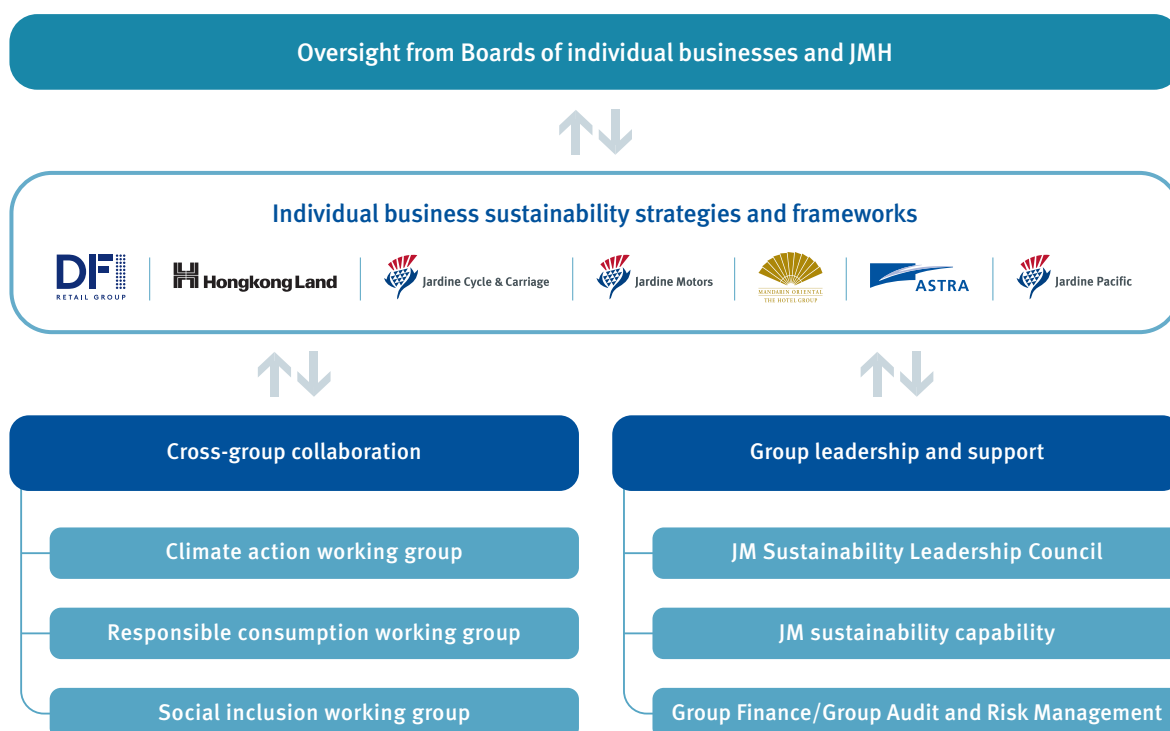 Oversight from Boards of individual businesses and JMH
Individual business sustainability strategies and frameworks
DFI
RETAIL GROUP
Hongkong Land
Jardine Cycle & Carriage
Jardine Motors
MANDARIN ORIENTAL
THE HOTEL GROUP
ASTRA
Jardine Pacific
Cross-group collaboration
Climate action working group
Responsible consumption working group
Social inclusion working group
Group leadership and support
JM Sustainability Leadership Council
JM sustainability capability
Group Finance/Group Audit and Risk Management